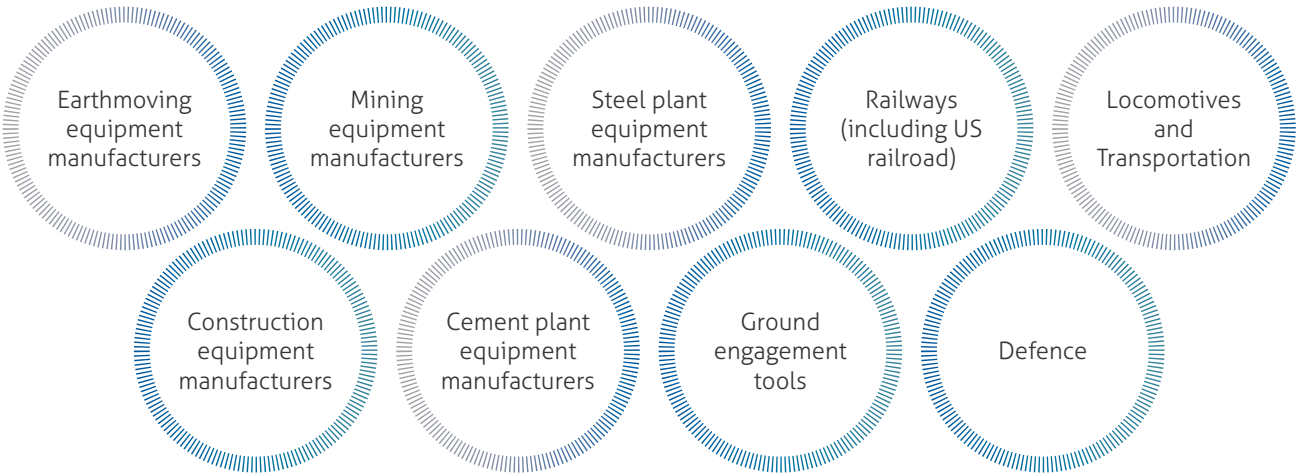 Earthmoving
equipment
manufacturers
Mining
equipment
manufacturers
Steel plant
equipment
manufacturers
Railways
(including US
railroad)
Locomotives
and
Transportation
Construction
equipment
manufacturers
Cement plant
equipment
manufacturers
Ground
engagement
tools
Defence